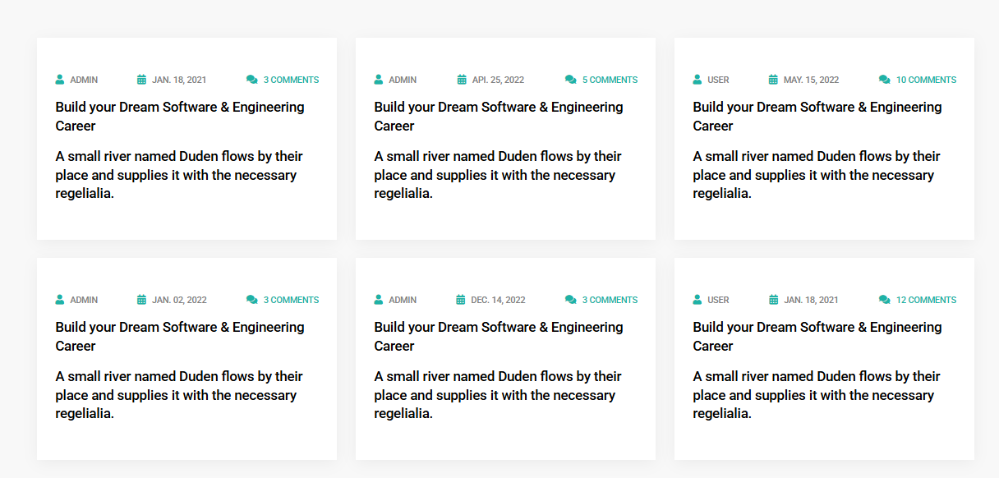 ADMIN JAN. 18, 2021 3 COMMENTS
Build your Dream Software & Engineering
Career
A small river named Duden flows by their
place and supplies it with the necessary
regelialia.
ADMIN API. 25, 2022 5 COMMENTS
Build your Dream Software & Engineering
Career
A small river named Duden flows by their
place and supplies it with the necessary
regelialia.
USER MAY. 15, 2022 10 COMMENTS
Build your Dream Software & Engineering
Career
A small river named Duden flows by their
place and supplies it with the necessary
regelialia.
ADMIN JAN. 02, 2022 3 COMMENTS
Build your Dream Software & Engineering
Career
A small river named Duden flows by their
place and supplies it with the necessary
regelialia.
ADMIN DEC. 14, 2022 3 COMMENTS
Build your Dream Software & Engineering
Career
A small river named Duden flows by their
place and supplies it with the necessary
regelialia.
USER JAN. 18, 2021 12 COMMENTS
Build your Dream Software & Engineering
Career
A small river named Duden flows by their
place and supplies it with the necessary
regelialia.